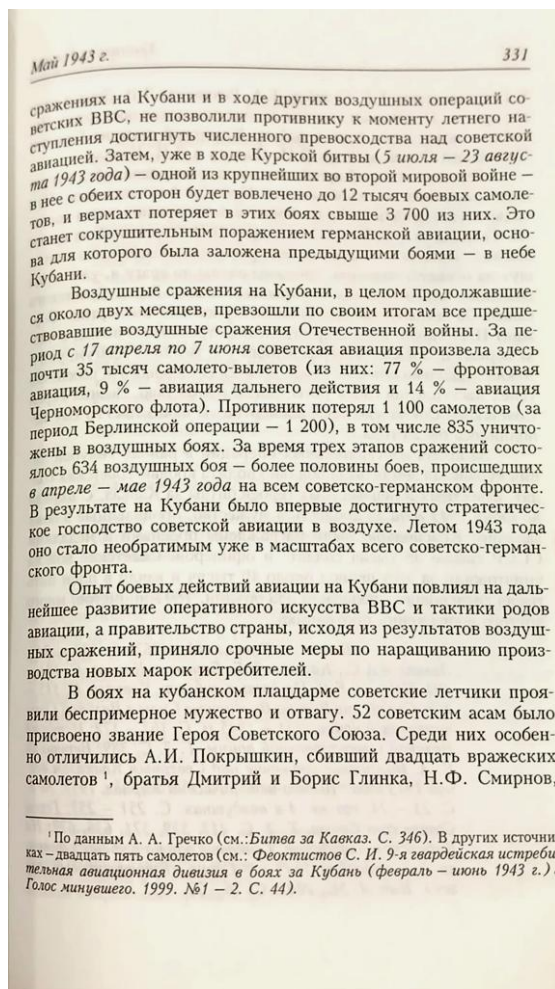 Май 1943 г. 331
сражениях на Кубани и в ходе других воздушных операций со-
ветских ВВС, не позволили противнику к моменту летнего на-
ступления достигнуть численного превосходства над советской
авиацией. Затем, уже в ходе Курской битвы (5 июля – 23 авгус-
та 1943 года) – одной из крупнейших во второй мировой войне –
в нее с обеих сторон будет вовлечено до 12 тысяч боевых самоле-
тов, и вермахт потеряет в этих боях свыше 3 700 из них. Это
станет сокрушительным поражением германской авиации, осно-
ва для которого была заложена предыдущими боями – в небе
Кубани.
Воздушные сражения на Кубани, в целом продолжавшие-
ся около двух месяцев, превзошли по своим итогам все предше-
ствовавшие воздушные сражения Отечественной войны. За пе-
риод с 17 апреля по 7 июня советская авиация произвела здесь
почти 35 тысяч самолето-вылетов (из них: 77 % – фронтовая
авиация, 9 % – авиация дальнего действия и 14 % – авиация
Черноморского флота). Противник потерял 1 100 самолетов (за
период Берлинской операции – 1 200), в том числе 835 уничто-
жены в воздушных боях. За время трех этапов сражений состо-
ялось 634 воздушных боя – более половины боев, происшедших
в апреле – мае 1943 года на всем советско-германском фронте.
В результате на Кубани было впервые достигнуто стратегичес-
кое господство советской авиации в воздухе. Летом 1943 года
оно стало необратимым уже в масштабах всего советско-герман-
ского фронта.
Опыт боевых действий авиации на Кубани повлиял на даль-
нейшее развитие оперативного искусства ВВС и тактики родов
авиации, а правительство страны, исходя из результатов воздуш-
ных сражений, приняло срочные меры по наращиванию произ-
водства новых марок истребителей.
В боях на кубанском плацдарме советские летчики проя-
вили беспримерное мужество и отвагу. 52 советским асам было
присвоено звание Героя Советского Союза. Среди них особен-
но отличились А.И. Покрышкин, сбивший двадцать вражеских
самолетов ¹, братья Дмитрий и Борис Глинка, Н.Ф. Смирнов,
¹ По данным А. А. Гречко (см.:Битва за Кавказ. С. 346). В других источни
ках – двадцать пять самолетов (см.: Феоктистов С. И. 9-я гвардейская истреби
тельная авиационная дивизия в боях за Кубань (февраль – июнь 1943 г.)
Голос минувшего. 1999. №1 – 2. С. 44).